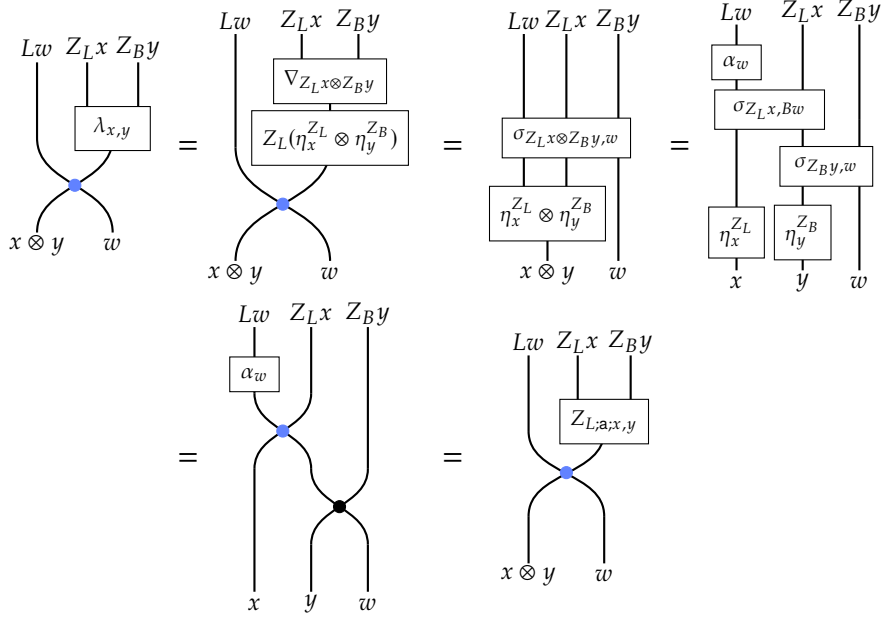 Lw Z_L x Z_B y
λ_{x,y}
x ⊗ y w
=
Lw Z_L x Z_B y
∇_{Z_L x⊗Z_B y}
Z_L(η_x^{Z_L} ⊗ η_y^{Z_B})
x ⊗ y w
=
Lw Z_L x Z_B y
σ_{Z_L x⊗Z_B y,w}
η_x^{Z_L} ⊗ η_y^{Z_B}
x ⊗ y w
=
Lw Z_L x Z_B y
α_w
σ_{Z_L x,Bw}
σ_{Z_B y,w}
η_x^{Z_L} η_y^{Z_B}
x y w
=
Lw Z_L x Z_B y
α_w
x y w
=
Lw Z_L x Z_B y
Z_{L;a;x,y}
x ⊗ y w